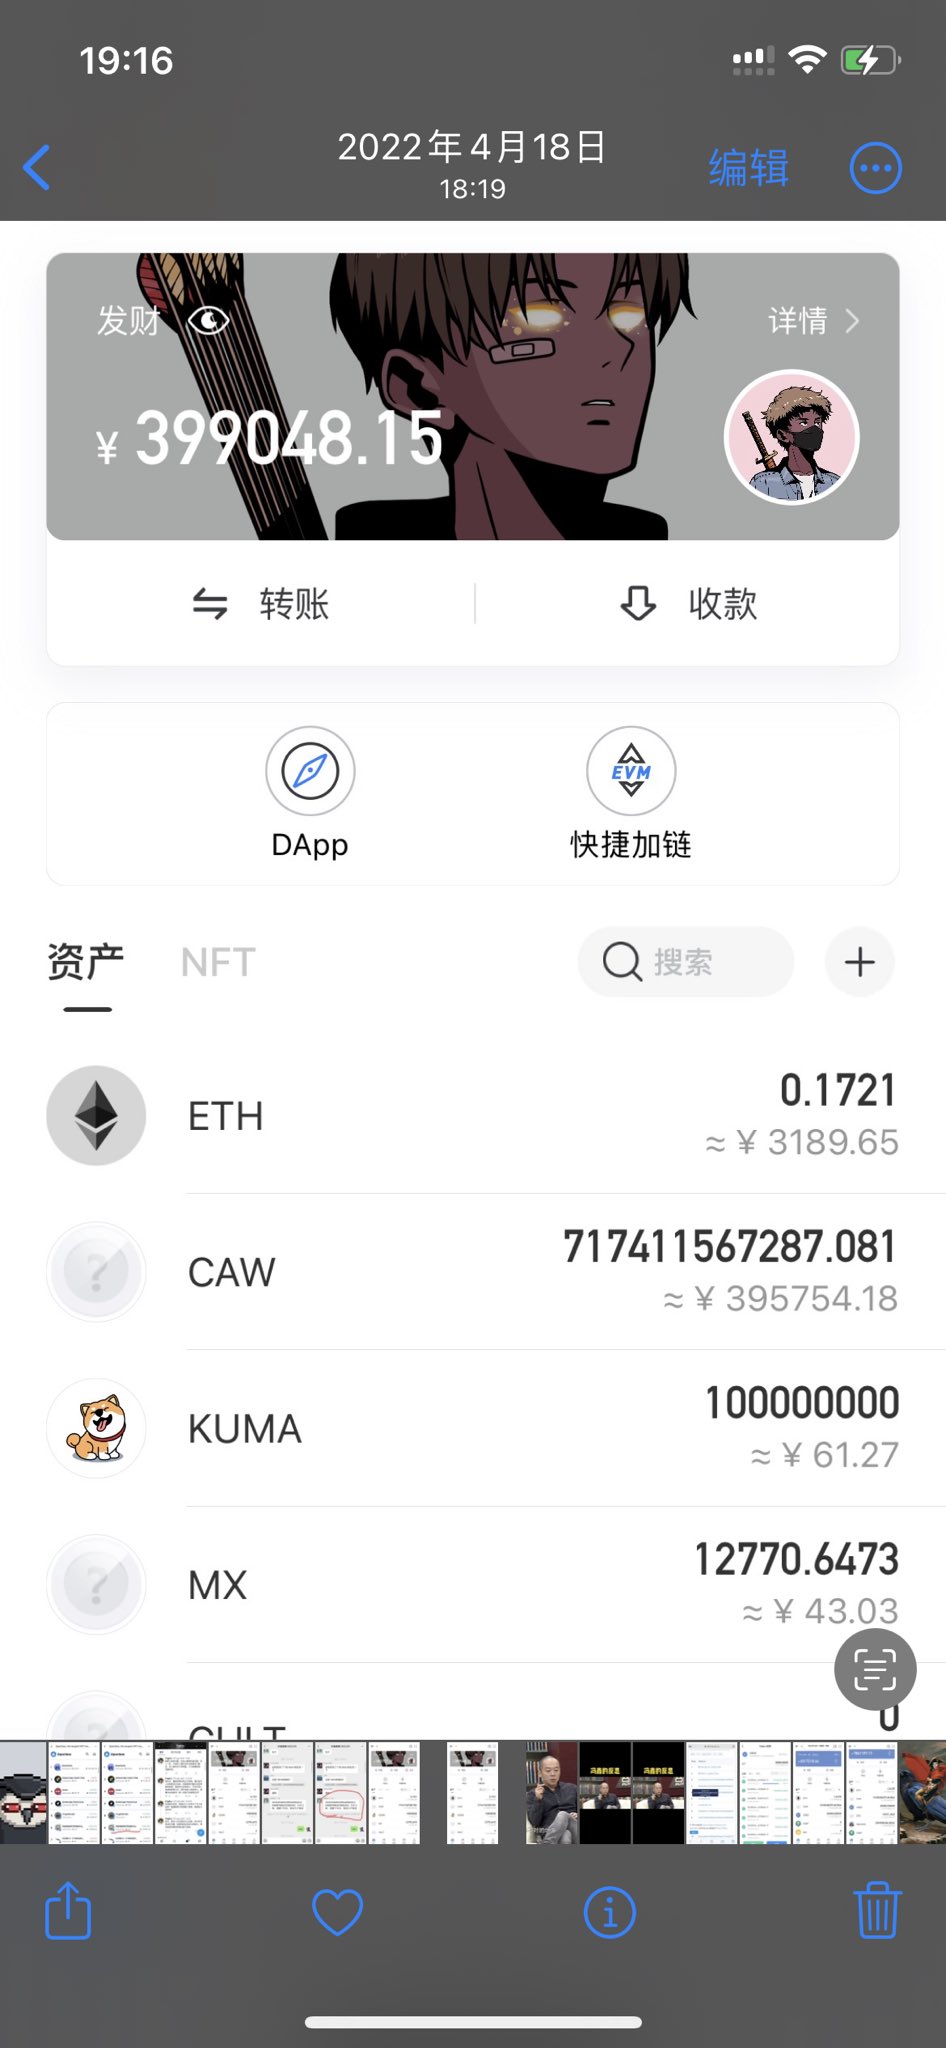 19:16
2022年4月18日
18:19
编辑
发财
详情
¥ 399048.15
转账
收款
DApp
EVM
快捷加链
资产
NFT
搜索
ETH
0.1721
≈ ¥ 3189.65
CAW
717411567287.081
≈ ¥ 395754.18
KUMA
100000000
≈ ¥ 61.27
MX
12770.6473
≈ ¥ 43.03
CULT
0